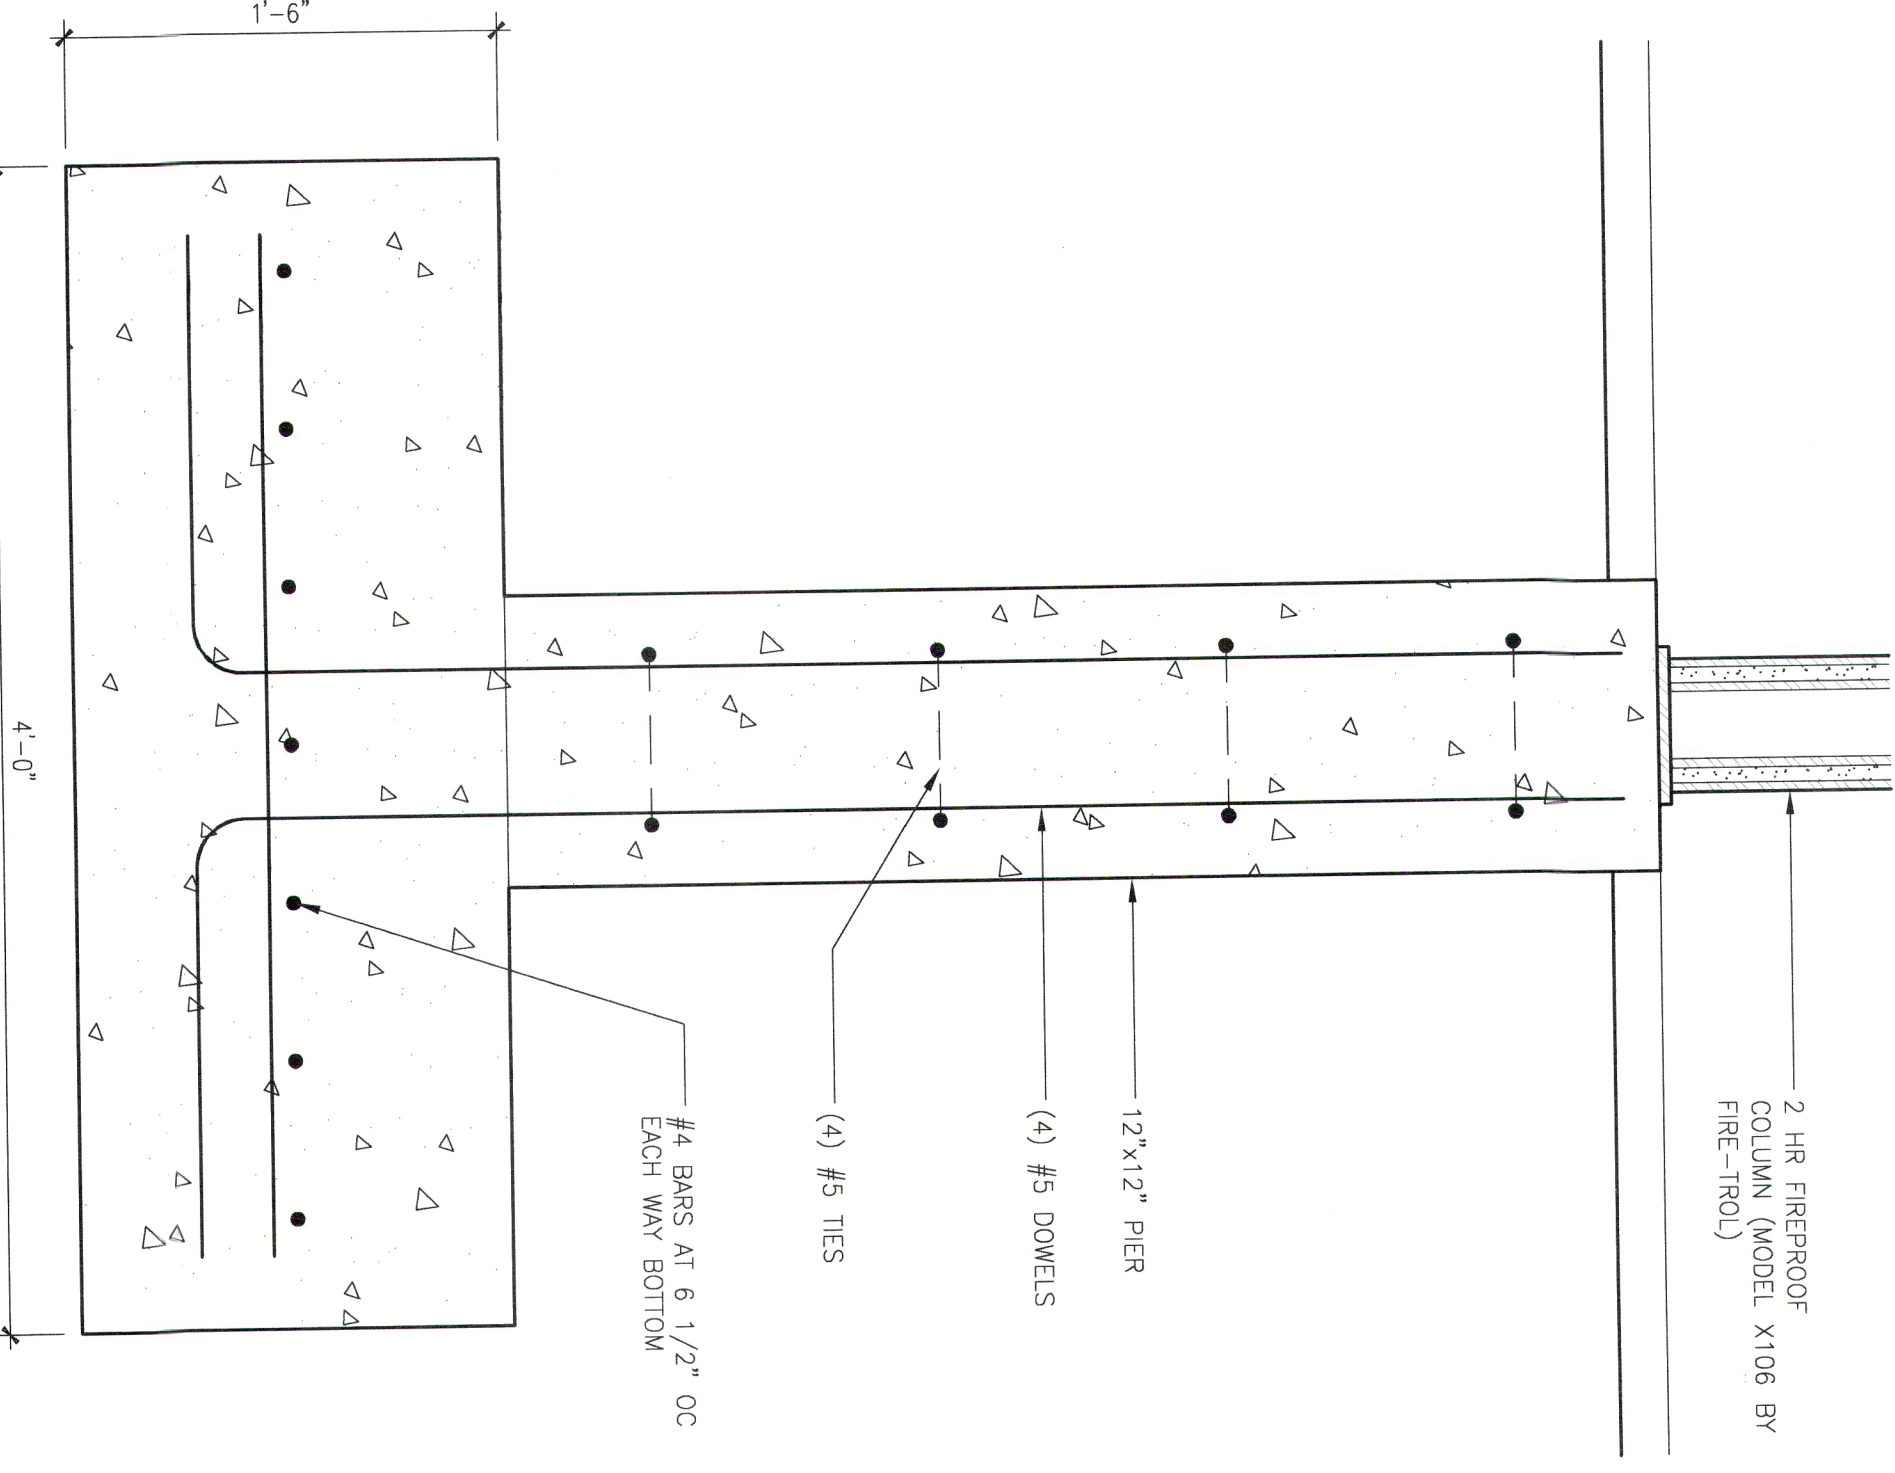 2 HR FIREPROOF
COLUMN (MODEL X106 BY
FIRE-TROL)
12"x12" PIER
(4) #5 DOWELS
(4) #5 TIES
#4 BARS AT 6 1/2" OC
EACH WAY BOTTOM
1'-6"
4'-0"